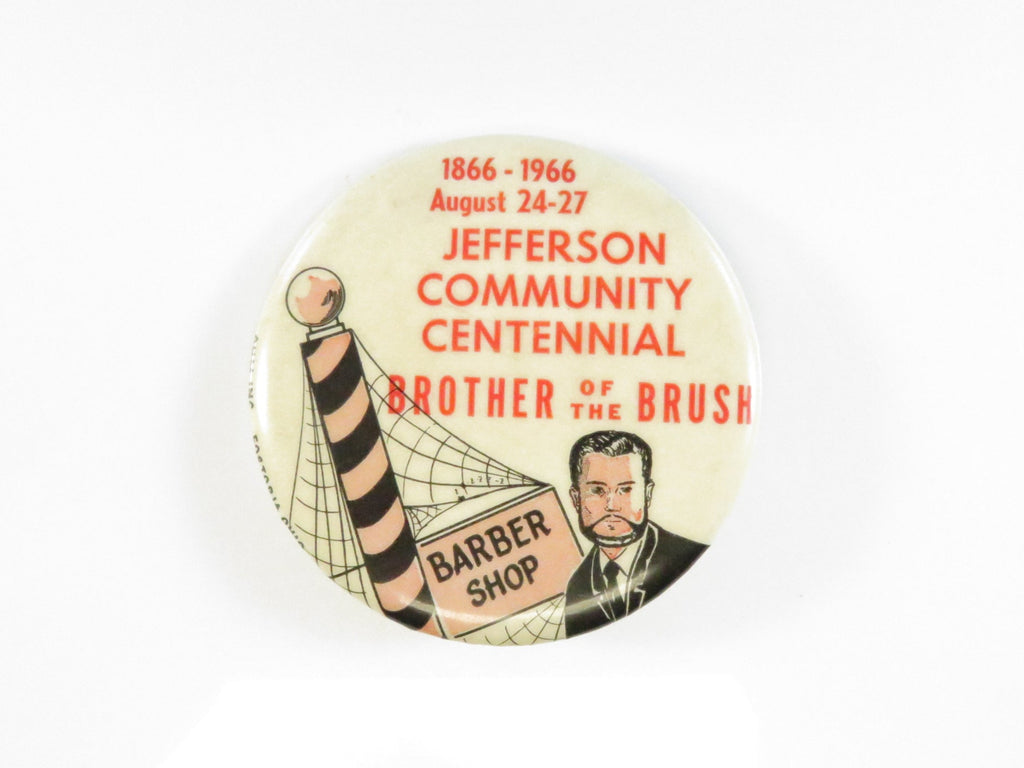 1866 - 1966
August 24-27
JEFFERSON
COMMUNITY
CENTENNIAL
BROTHER OF THE BRUSH
BARBER
SHOP